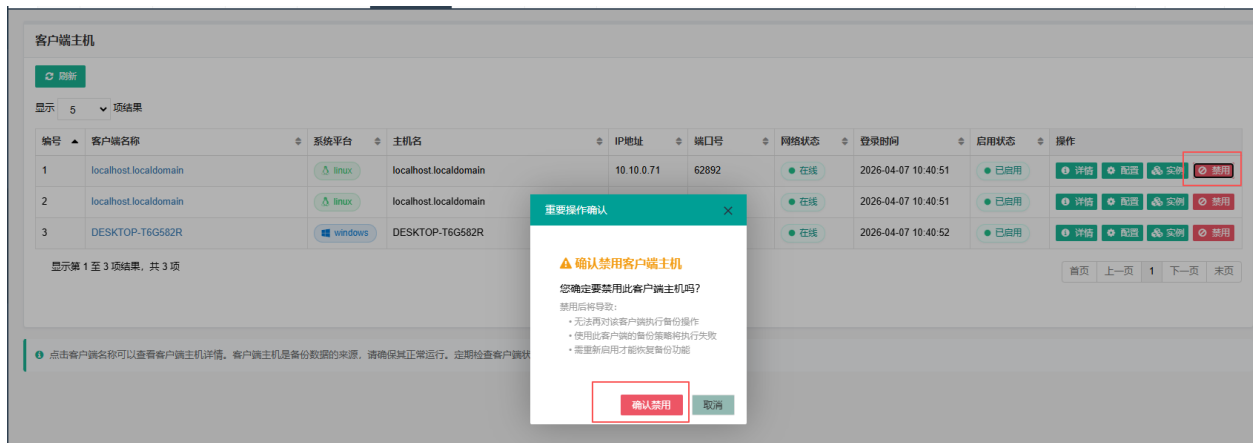 客户端主机
刷新
显示 5 项结果
编号 客户端名称 系统平台 主机名 IP地址 端口号 网络状态 登录时间 启用状态 操作
1 localhost.localdomain linux localhost.localdomain 10.10.0.71 62892 在线 2026-04-07 10:40:51 已启用 详情 配置 实例 禁用
2 localhost.localdomain linux localhost.localdomain 在线 2026-04-07 10:40:51 已启用 详情 配置 实例 禁用
3 DESKTOP-T6G582R windows DESKTOP-T6G582R 在线 2026-04-07 10:40:52 已启用 详情 配置 实例 禁用
显示第 1 至 3 项结果，共 3 项
首页 上一页 1 下一页 末页
点击客户端名称可以查看客户端主机详情。客户端主机是备份数据的来源，请确保其正常运行。定期检查客户端状
重要操作确认
确认禁用客户端主机
您确定要禁用此客户端主机吗?
禁用后将导致:
• 无法再对该客户端执行备份操作
• 使用此客户端的备份策略将执行失败
• 需重新启用才能恢复备份功能
确认禁用 取消